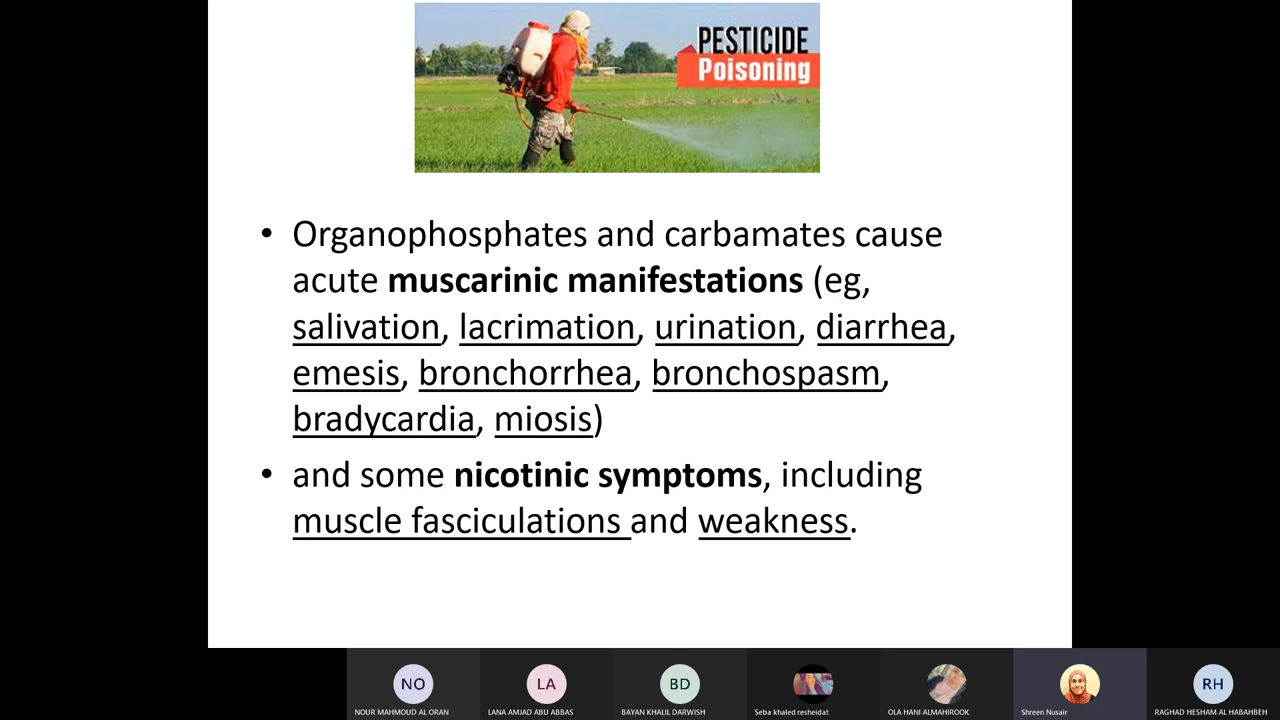 PESTICIDE
Poisoning
• Organophosphates and carbamates cause
acute muscarinic manifestations (eg,
salivation, lacrimation, urination, diarrhea,
emesis, bronchorrhea, bronchospasm,
bradycardia, miosis)
• and some nicotinic symptoms, including
muscle fasciculations and weakness.
NO LA BD RH
NOUR MAHMOUD AL ORAN LANA AMJAD ABU ABBAS BAYAN KHALIL DARWISH Seba khaled resheidat OLA HANI ALMAHIROOK Shreen Nusair RAGHAD HESHAM AL HABAHBEH